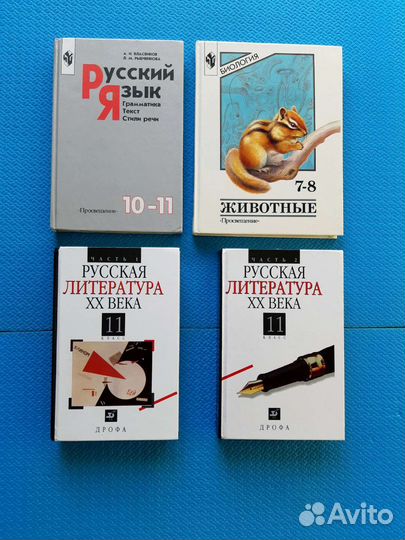 А. И. ВЛАСЕНКОВ
Л. М. РЫБЧЕНКОВА
Русский
Язык
Грамматика
Текст
Стили речи
«Просвещение»
10-11
БИОЛОГИЯ
7-8
ЖИВОТНЫЕ
«Просвещение»
ЧАСТЬ 1
РУССКАЯ
ЛИТЕРАТУРА
XX ВЕКА
11
КЛАСС
ДРОФА
ЧАСТЬ 2
РУССКАЯ
ЛИТЕРАТУРА
XX ВЕКА
11
КЛАСС
ДРОФА
Avito